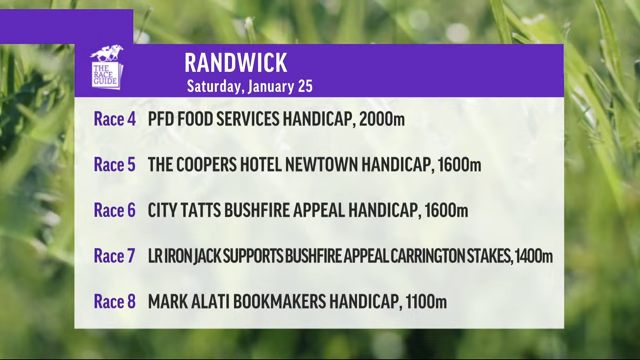 THE
RACE
GUIDE
RANDWICK
Saturday, January 25
Race 4 PFD FOOD SERVICES HANDICAP, 2000m
Race 5 THE COOPERS HOTEL NEWTOWN HANDICAP, 1600m
Race 6 CITY TATTS BUSHFIRE APPEAL HANDICAP, 1600m
Race 7 LR IRON JACK SUPPORTS BUSHFIRE APPEAL CARRINGTON STAKES, 1400m
Race 8 MARK ALATI BOOKMAKERS HANDICAP, 1100m